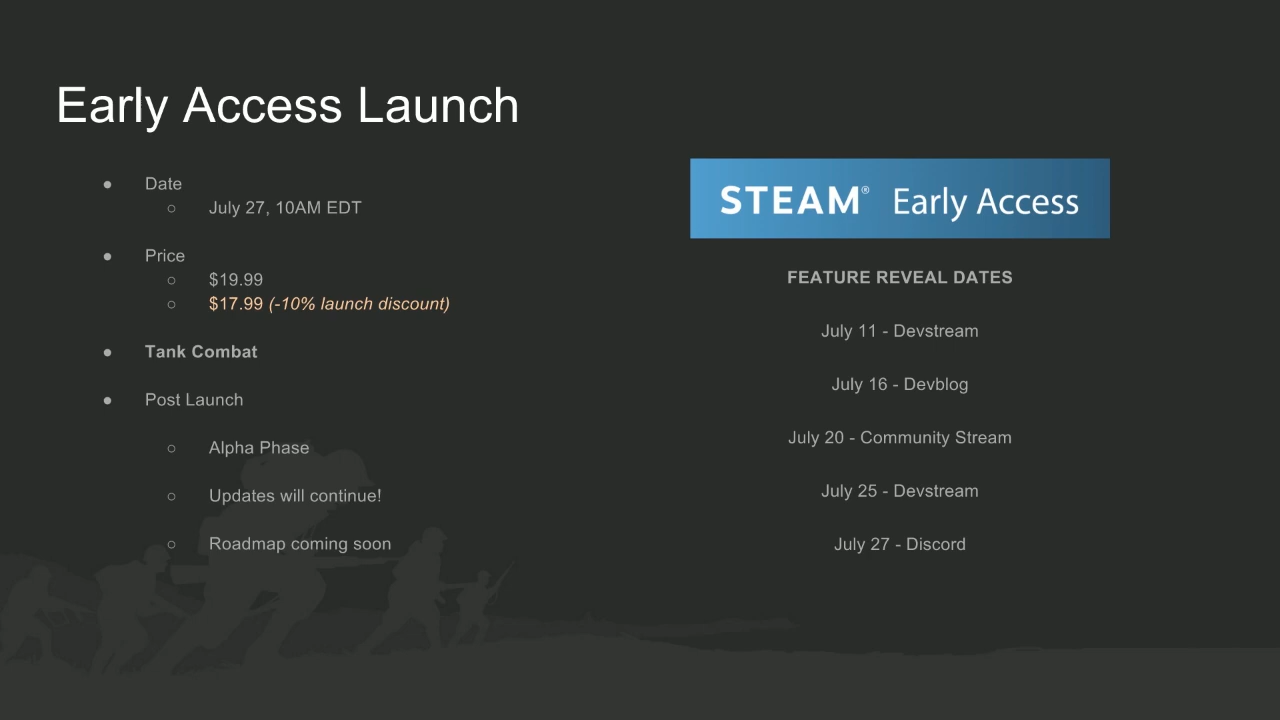 Early Access Launch
● Date
○ July 27, 10AM EDT
● Price
○ $19.99
○ $17.99 (-10% launch discount)
● Tank Combat
● Post Launch
○ Alpha Phase
○ Updates will continue!
○ Roadmap coming soon
STEAM® Early Access
FEATURE REVEAL DATES
July 11 - Devstream
July 16 - Devblog
July 20 - Community Stream
July 25 - Devstream
July 27 - Discord